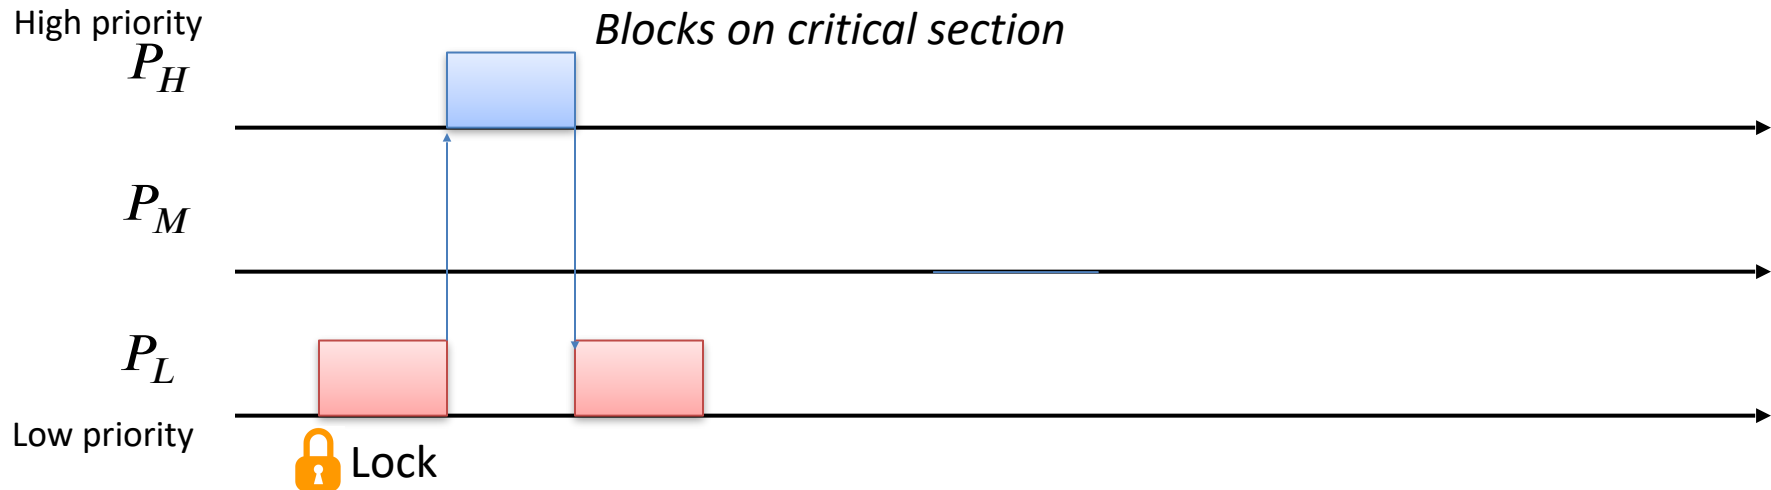 High priority
Blocks on critical section
P_H
P_M
P_L
Low priority
Lock